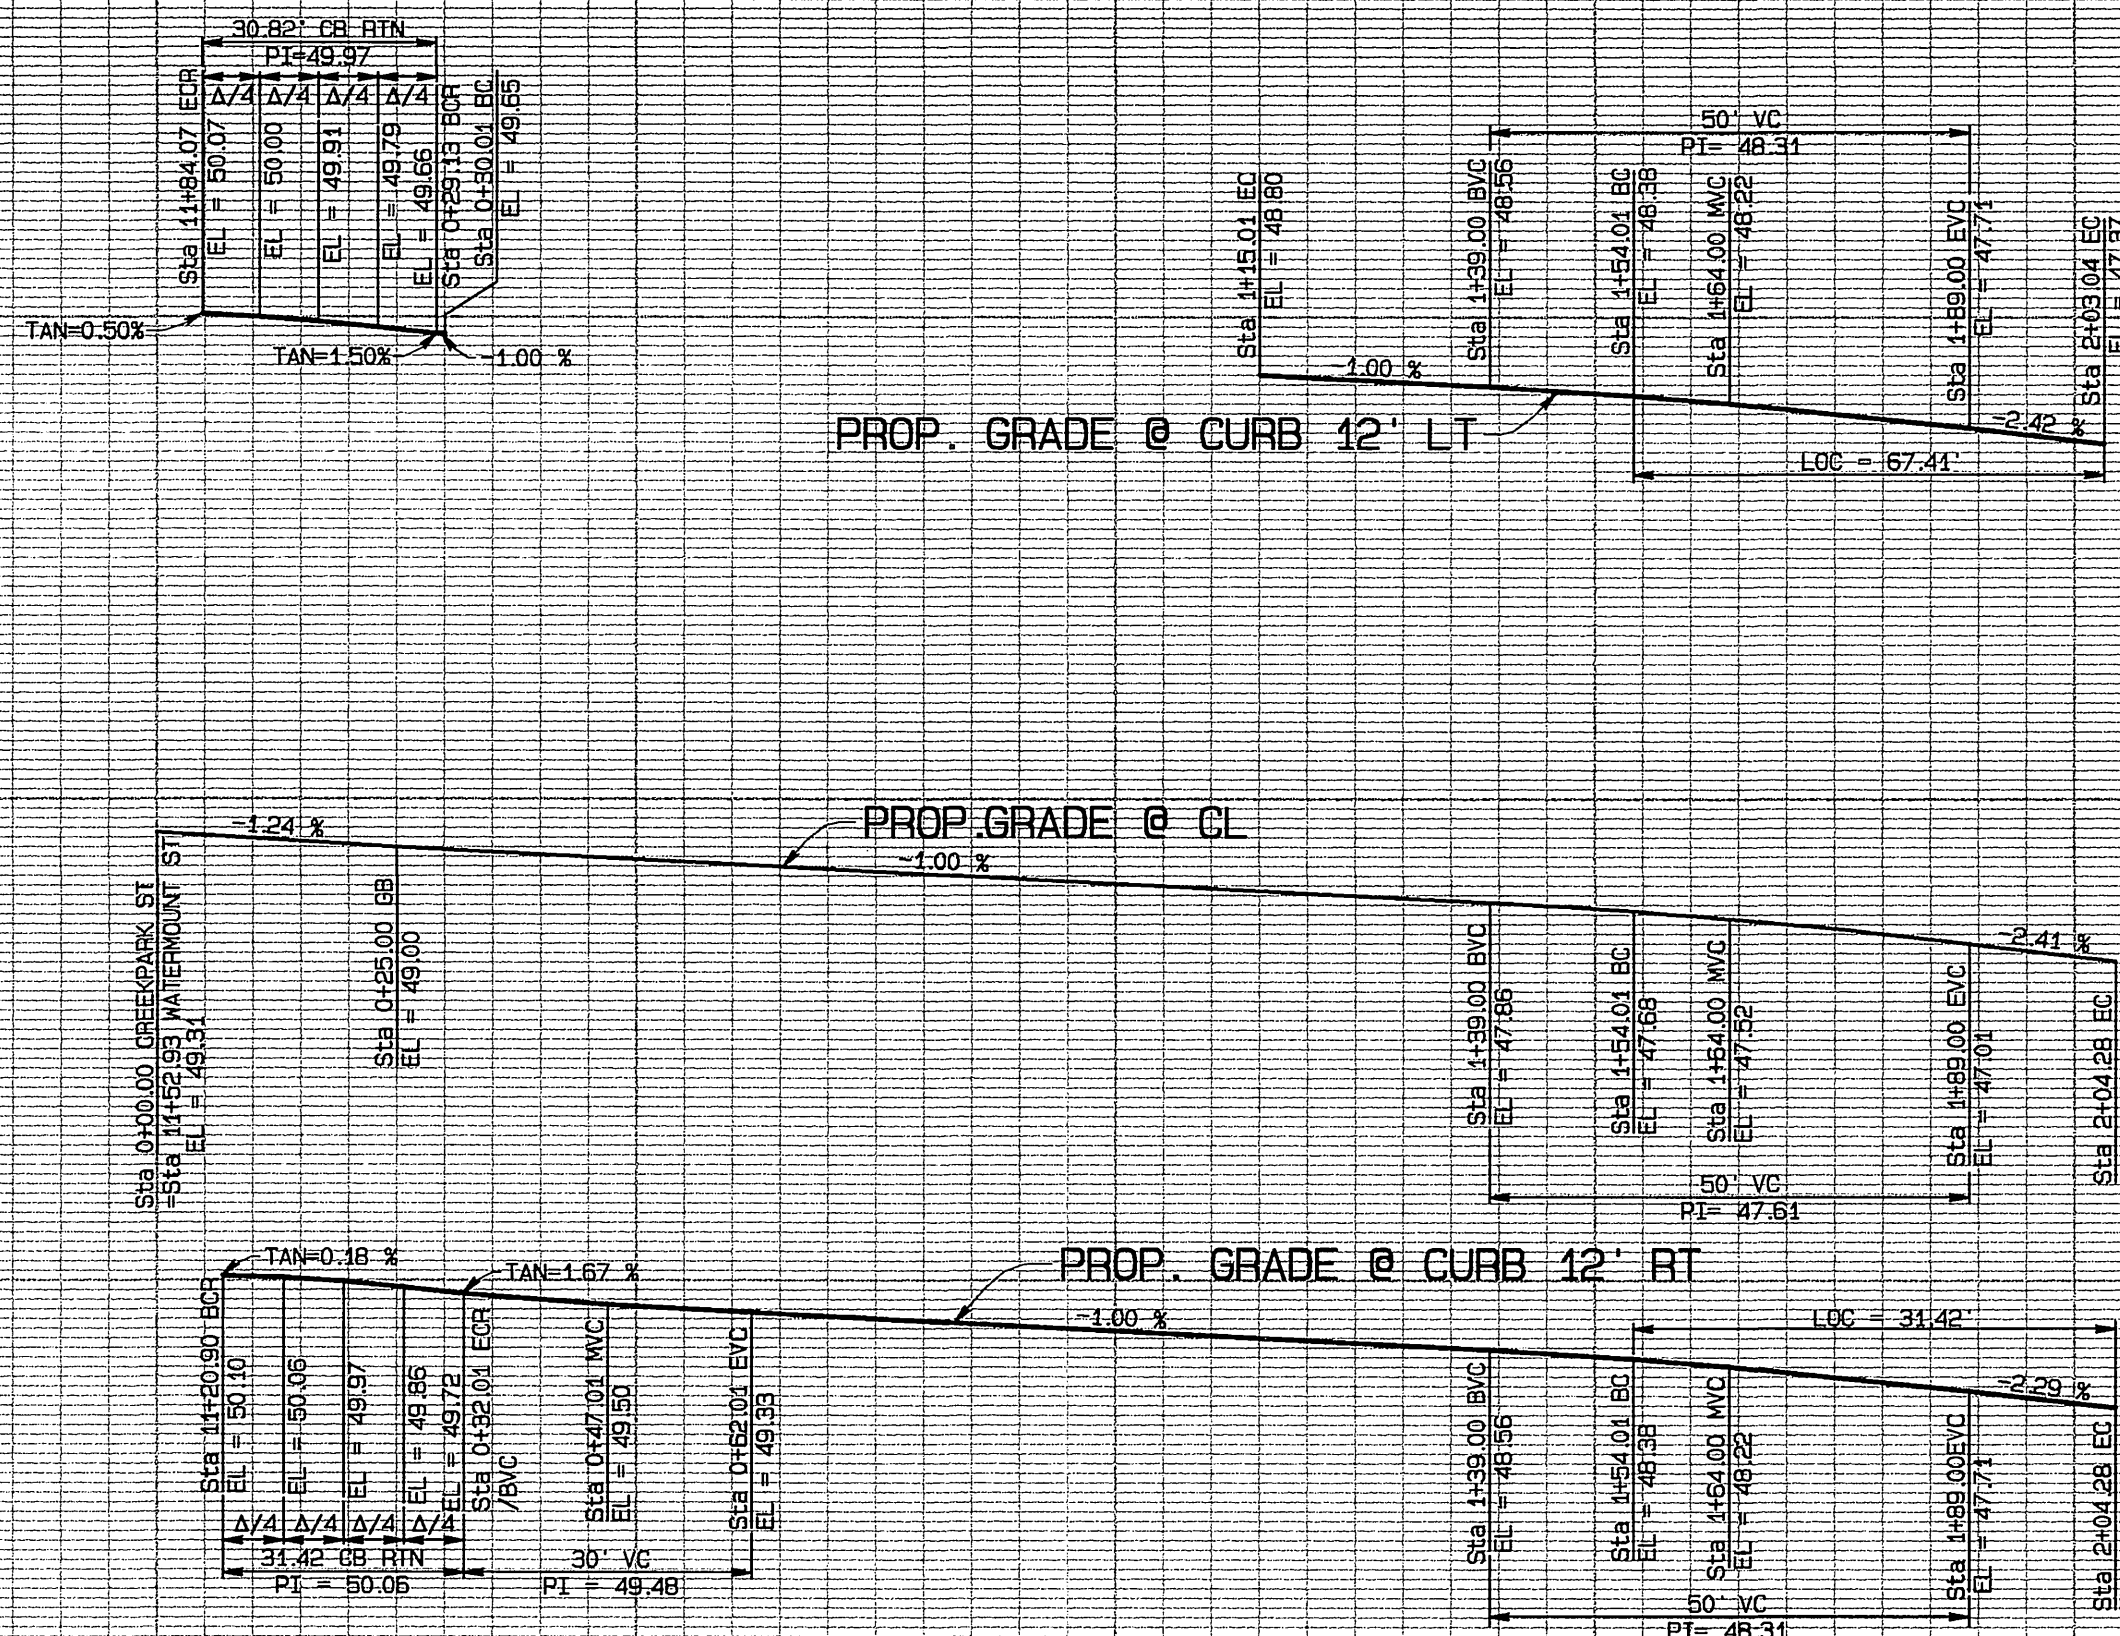 30.82' CB RTN
PI=49.97
Δ/4 Δ/4 Δ/4 Δ/4
Sta 11+84.07 ECR
EL = 50.07
EL = 50.00
EL = 49.91
EL = 49.79
EL = 49.66
Sta 0+29.13 BCR
Sta 0+30.01 BC
EL = 49.65
TAN=0.50%
TAN=1.50%
-1.00 %
50' VC
PI= 48.31
Sta 1+15.01 EC
EL = 48.80
Sta 1+39.00 BVC
EL = 48.56
Sta 1+54.01 BC
EL = 48.38
Sta 1+64.00 MVC
EL = 48.22
Sta 1+89.00 EVC
EL = 47.71
Sta 2+03.04 EC
EL = 47.37
-1.00 %
-2.42 %
PROP. GRADE @ CURB 12' LT
LOC = 67.41'
PROP.GRADE @ CL
-1.24 %
-1.00 %
-2.41 %
Sta 0+00.00 CREEKPARK ST
=Sta 11+52.93 WATERMOUNT ST
EL = 49.31
Sta 0+25.00 GB
EL = 49.00
Sta 1+39.00 BVC
EL = 47.86
Sta 1+54.01 BC
EL = 47.68
Sta 1+64.00 MVC
EL = 47.52
Sta 1+89.00 EVC
EL = 47.01
Sta 2+04.28 EC
50' VC
PI= 47.61
TAN=0.18 %
TAN=1.67 %
PROP. GRADE @ CURB 12' RT
-1.00 %
LOC = 31.42'
-2.29 %
Sta 11+20.90 BCR
EL = 50.10
EL = 50.06
EL = 49.97
EL = 49.86
EL = 49.72
Sta 0+32.01 ECR
/BVC
Sta 0+47.01 MVC
EL = 49.50
Sta 0+62.01 EVC
EL = 49.33
Sta 1+39.00 BVC
EL = 48.56
Sta 1+54.01 BC
EL = 48.38
Sta 1+64.00 MVC
EL = 48.22
Sta 1+89.00EVC
EL = 47.71
Sta 2+04.28 EC
Δ/4 Δ/4 Δ/4 Δ/4
31.42 CB RTN
PI = 50.05
30' VC
PI = 49.48
50' VC
PI= 48.31